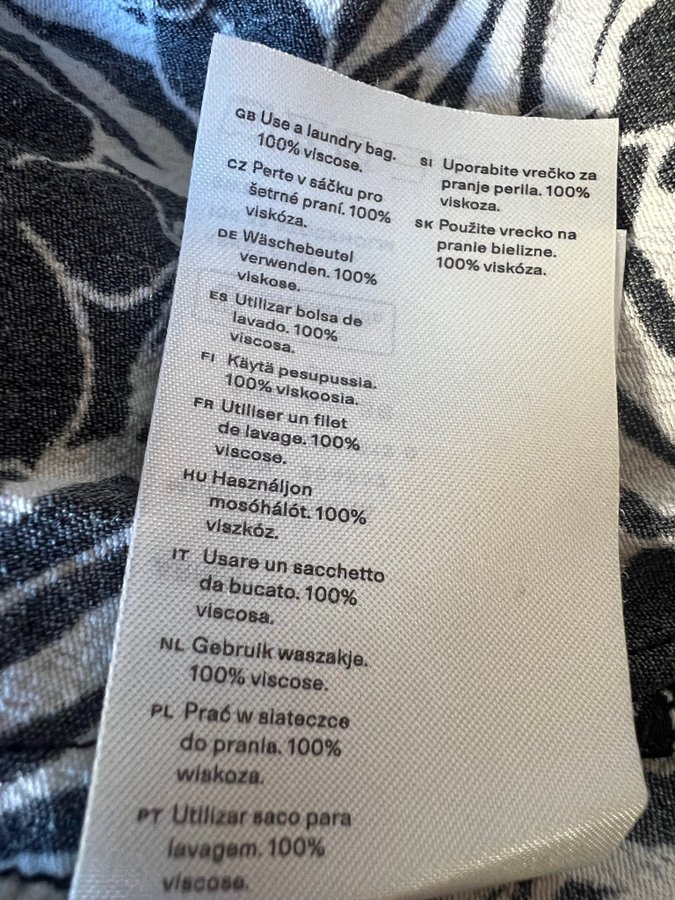 GB Use a laundry bag.
100% viscose.
CZ Perte v sáčku pro
šetrné praní. 100%
viskóza.
DE Wäschebeutel
verwenden. 100%
viskose.
ES Utilizar bolsa de
lavado. 100%
viscosa.
FI Käytä pesupussia.
100% viskoosia.
FR Utiliser un filet
de lavage. 100%
viscose.
HU Használjon
mosóhálót. 100%
viszkóz.
IT Usare un sacchetto
da bucato. 100%
viscosa.
NL Gebruik waszakje.
100% viscose.
PL Prać w siateczce
do prania. 100%
wiskoza.
PT Utilizar saco para
lavagem. 100%
viscose.
SI Uporabite vrečko za
pranje perila. 100%
viskoza.
SK Použite vrecko na
pranie bielizne.
100% viskóza.